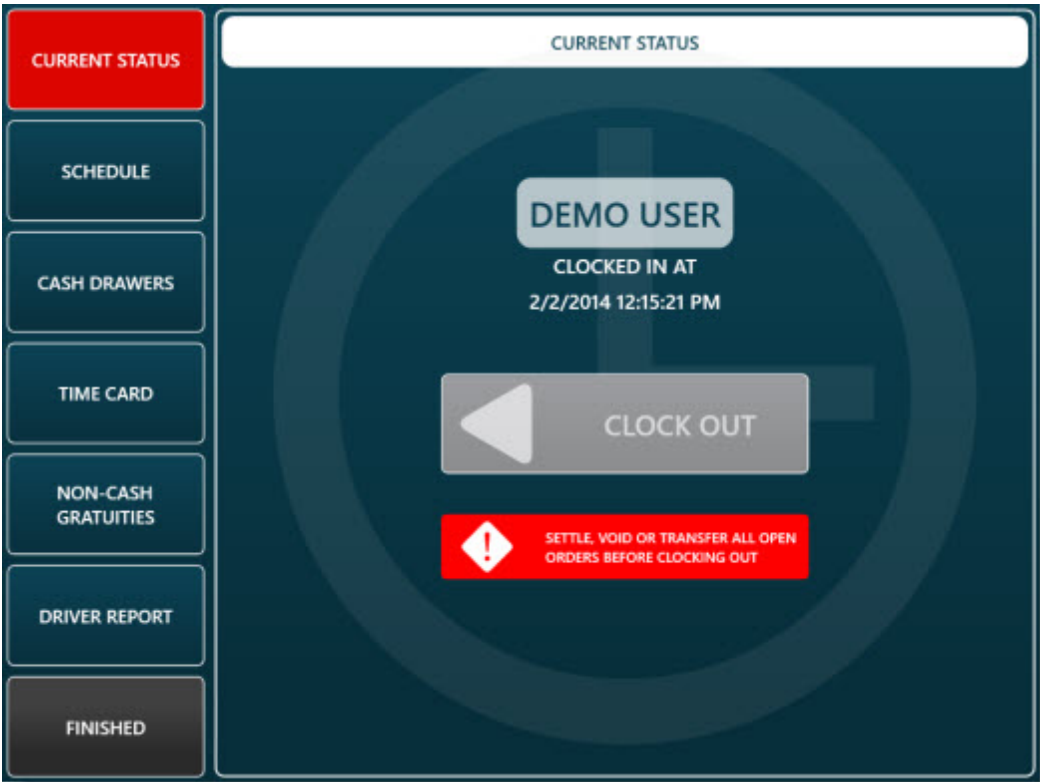 CURRENT STATUS
SCHEDULE
CASH DRAWERS
TIME CARD
NON-CASH
GRATUITIES
DRIVER REPORT
FINISHED
CURRENT STATUS
DEMO USER
CLOCKED IN AT
2/2/2014 12:15:21 PM
CLOCK OUT
SETTLE, VOID OR TRANSFER ALL OPEN
ORDERS BEFORE CLOCKING OUT